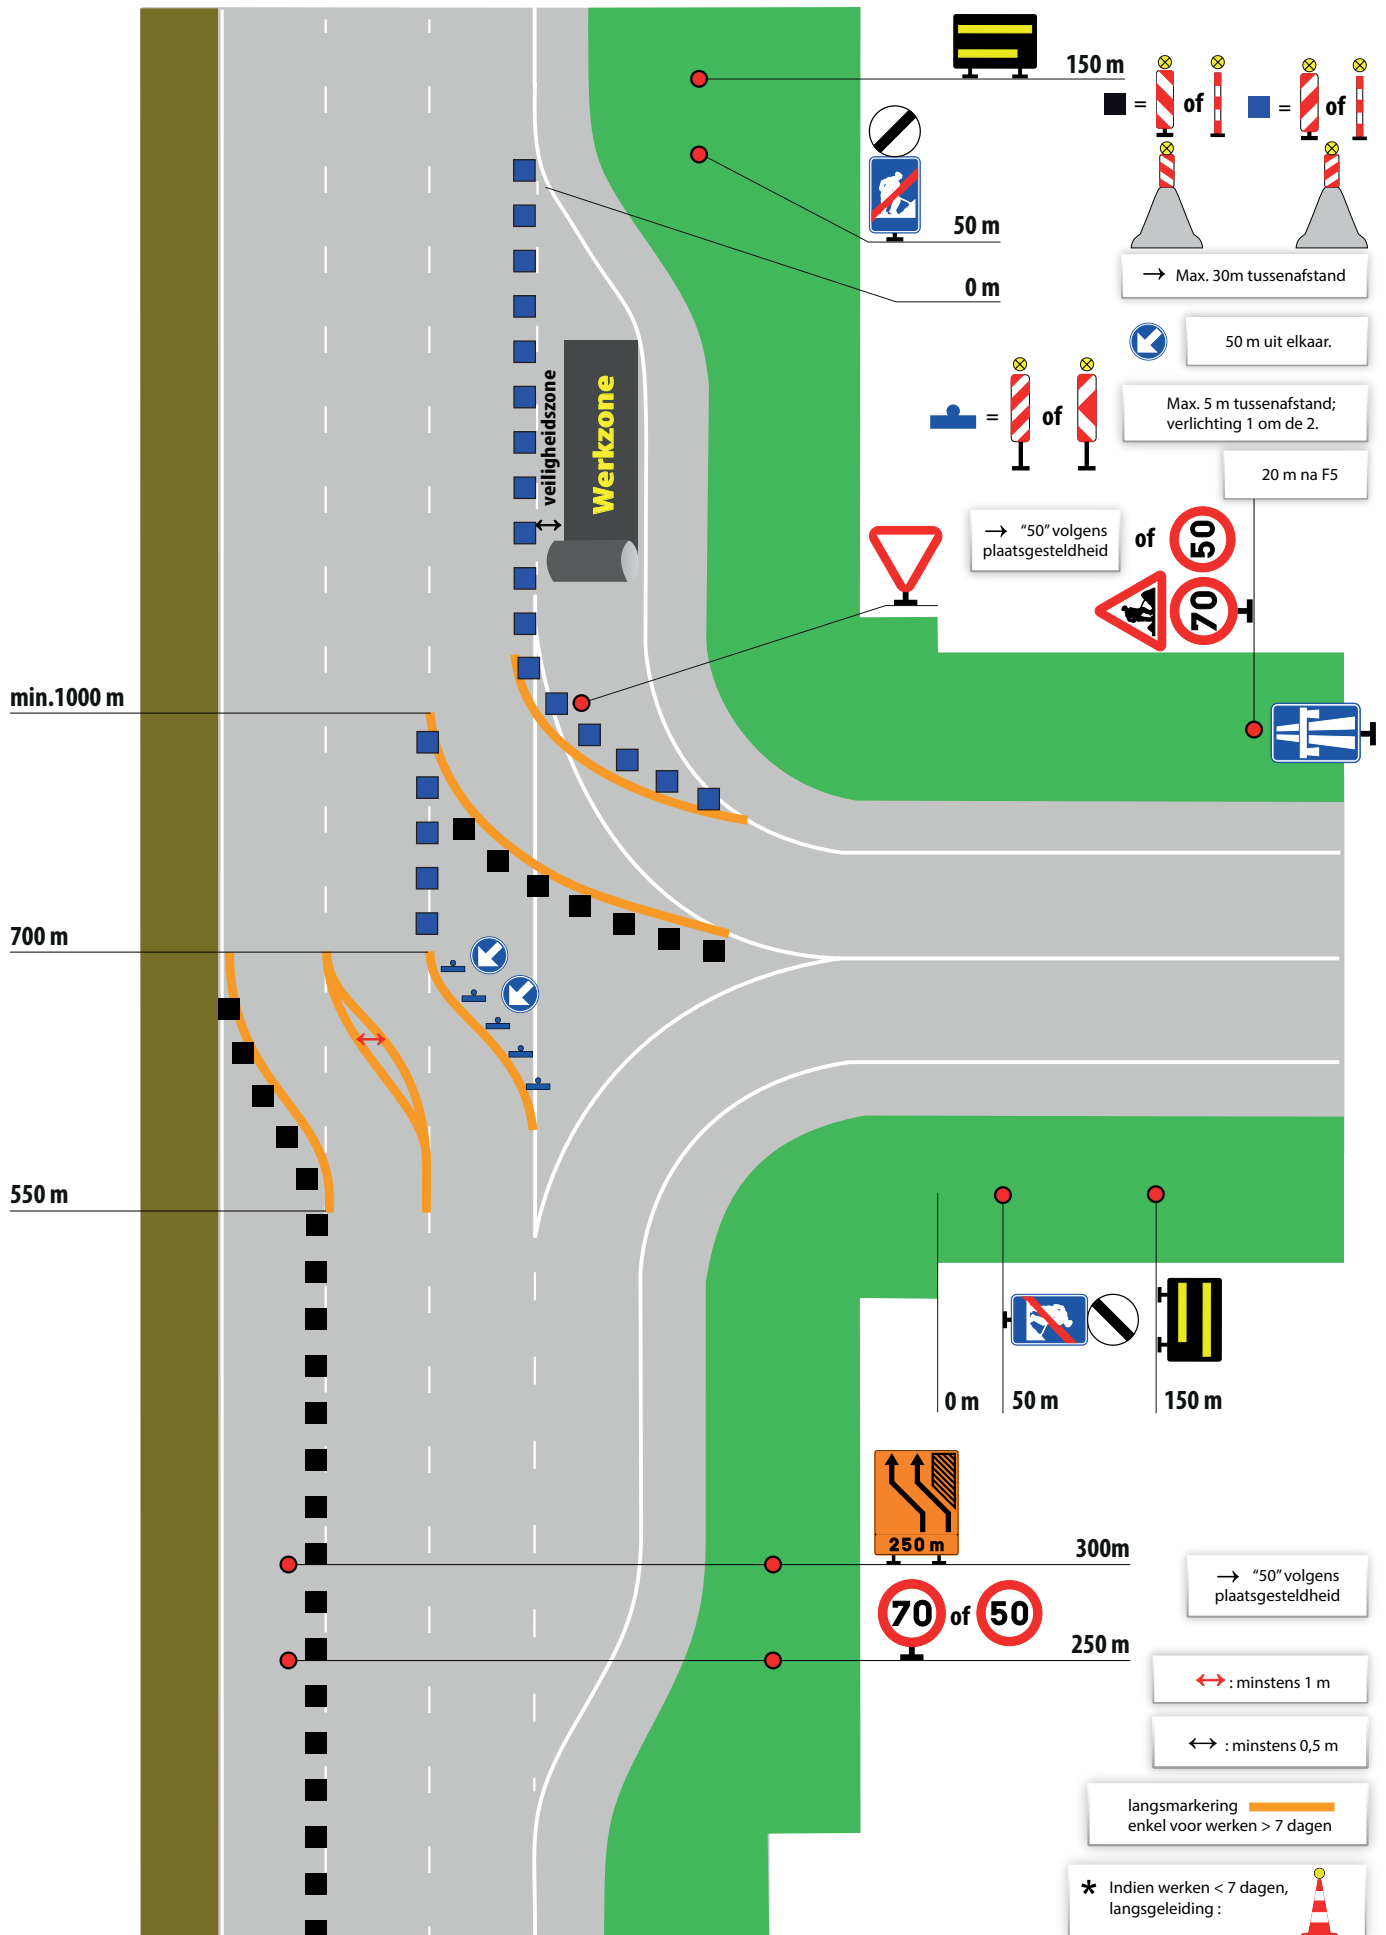 150 m
= of
= of
50 m
0 m
→ Max. 30m tussenafstand
50 m uit elkaar.
= of
Max. 5 m tussenafstand;
verlichting 1 om de 2.
20 m na F5
veiligheidszone
Werkzone
→ “50” volgens
plaatsgesteldheid
of 50
70
min.1000 m
700 m
550 m
0 m
50 m
150 m
250 m
300m
70 of 50
250 m
→ “50” volgens
plaatsgesteldheid
↔ : minstens 1 m
↔ : minstens 0,5 m
langsmarkering
enkel voor werken > 7 dagen
* Indien werken < 7 dagen,
langsgeleiding :